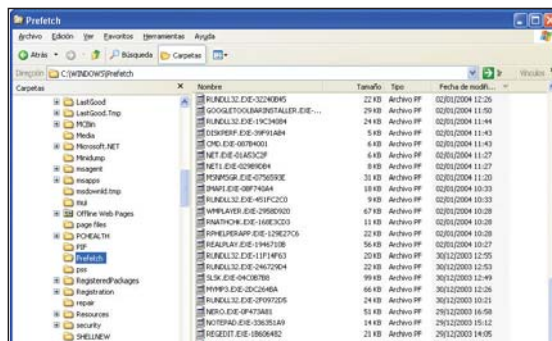 Prefetch
Archivo Edición Ver Favoritos Herramientas Ayuda
Atrás Búsqueda Carpetas
Dirección C:\WINDOWS\Prefetch Vínculos
Carpetas
LastGood
LastGood.Tmp
MCBin
Media
Microsoft.NET
Minidump
msagent
msapps
msdownld.tmp
mui
Offline Web Pages
page files
PCHEALTH
PIF
Prefetch
pss
RegisteredPackages
Registration
repair
Resources
security
SHELLNEW
Nombre Tamaño Tipo Fecha de modifi...
RUNDLL32.EXE-32240845 22 KB Archivo PF 02/01/2004 12:26
GOOGLETOOLBARINSTALLER.EXE-... 29 KB Archivo PF 02/01/2004 11:50
RUNDLL32.EXE-19C34084 24 KB Archivo PF 02/01/2004 11:44
DISKPERF.EXE-39F91A84 5 KB Archivo PF 02/01/2004 11:43
CMD.EXE-087B4001 6 KB Archivo PF 02/01/2004 11:43
NET.EXE-01A53C2F 6 KB Archivo PF 02/01/2004 11:27
NET1.EXE-029B9DB4 8 KB Archivo PF 02/01/2004 11:27
MSNMSGR.EXE-0756593E 31 KB Archivo PF 02/01/2004 11:20
IMAPI.EXE-0BF740A4 18 KB Archivo PF 02/01/2004 10:33
RUNDLL32.EXE-451FC2C0 9 KB Archivo PF 02/01/2004 10:33
WMPLAYER.EXE-2958D920 67 KB Archivo PF 02/01/2004 10:28
RNATHCHK.EXE-168E3CD3 11 KB Archivo PF 02/01/2004 10:28
RPHELPERAPP.EXE-129E27C6 22 KB Archivo PF 02/01/2004 10:28
REALPLAY.EXE-1946710B 56 KB Archivo PF 02/01/2004 10:27
RUNDLL32.EXE-11F14F63 20 KB Archivo PF 30/12/2003 12:55
RUNDLL32.EXE-246729D4 22 KB Archivo PF 30/12/2003 12:53
SLSK.EXE-04C0B7B8 99 KB Archivo PF 30/12/2003 12:49
MYMP3.EXE-2DC264BA 66 KB Archivo PF 30/12/2003 12:26
RUNDLL32.EXE-2F0972D5 24 KB Archivo PF 30/12/2003 10:21
NERO.EXE-0F473A81 51 KB Archivo PF 29/12/2003 16:58
NOTEPAD.EXE-336351A9 14 KB Archivo PF 29/12/2003 15:12
REGEDIT.EXE-1B606482 21 KB Archivo PF 29/12/2003 14:05